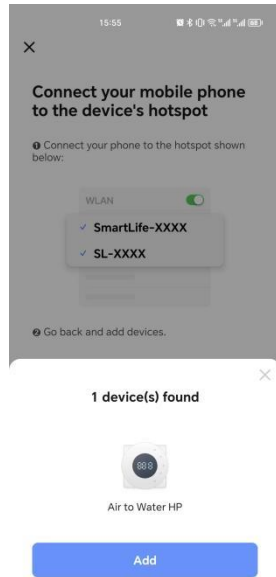 15:55
Connect your mobile phone
to the device's hotspot
❶ Connect your phone to the hotspot shown
below:
WLAN
SmartLife-XXXX
SL-XXXX
❷ Go back and add devices.
1 device(s) found
Air to Water HP
Add